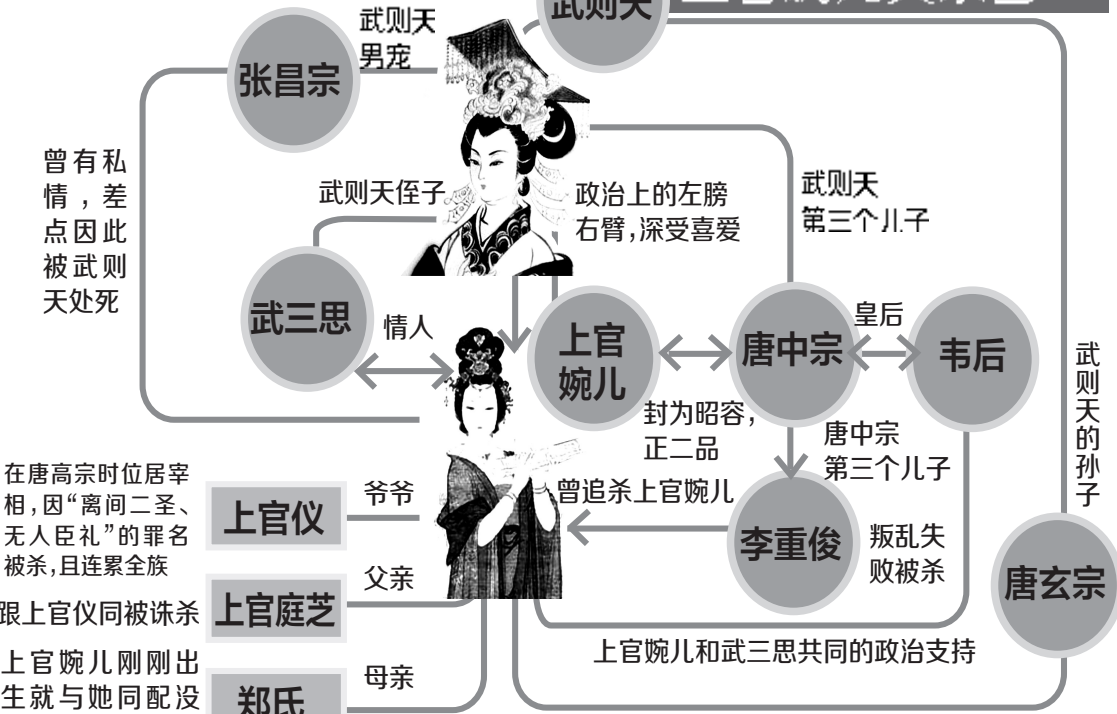 武则天
武则天
男宠
张昌宗
曾有私
情，差
点因此
被武则
天处死
武则天侄子
政治上的左膀
右臂，深受喜爱
武则天
第三个儿子
武三思
情人
上官
婉儿
唐中宗
皇后
韦后
封为昭容，
正二品
唐中宗
第三个儿子
武则天的孙子
在唐高宗时位居宰
相，因“离间二圣、
无人臣礼”的罪名
被杀，且连累全族
上官仪
爷爷
曾追杀上官婉儿
李重俊
叛乱失
败被杀
唐玄宗
跟上官仪同被诛杀
上官庭芝
父亲
上官婉儿和武三思共同的政治支持
上官婉儿刚刚出
生就与她同配没
郑氏
母亲